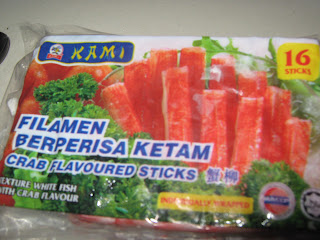 KAMI
16
STICKS
FILAMEN
BERPERISA KETAM
CRAB FLAVOURED STICKS 蟹柳
TEXTURE WHITE FISH
WITH CRAB FLAVOUR
INDIVIDUALLY WRAPPED